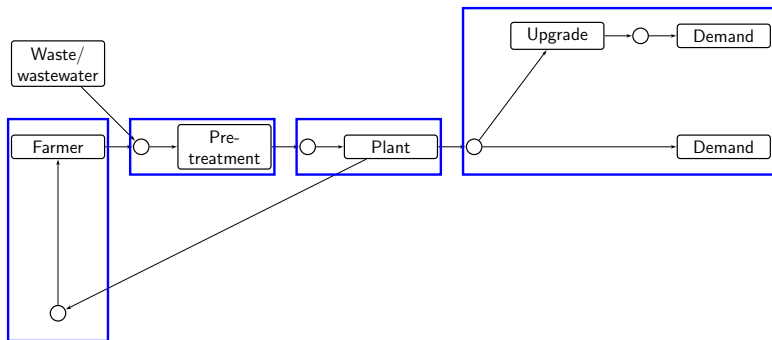 Upgrade
Demand
Waste/
wastewater
Farmer
Pre-
treatment
Plant
Demand